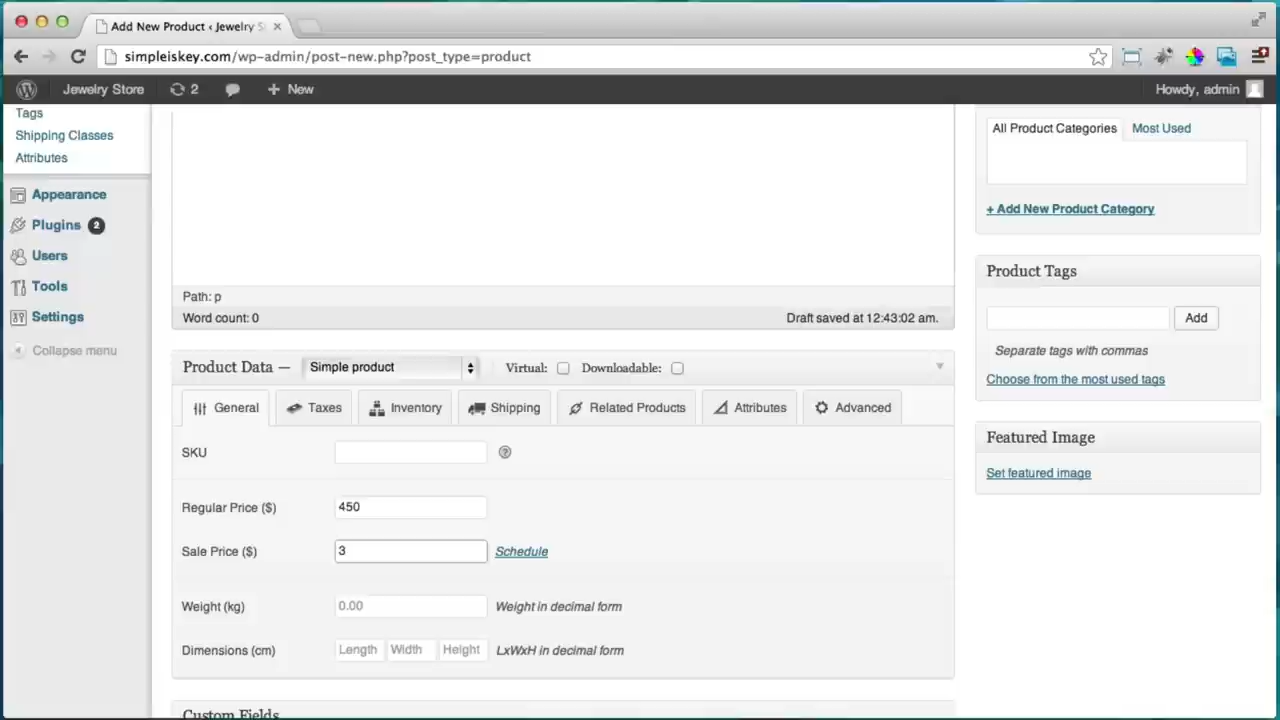 Add New Product ‹ Jewelry S
simpleiskey.com/wp-admin/post-new.php?post_type=product
Jewelry Store
2
+ New
Howdy, admin
Tags
Shipping Classes
Attributes
Appearance
Plugins 2
Users
Tools
Settings
Collapse menu
Path: p
Word count: 0
Draft saved at 12:43:02 am.
Product Data —
Simple product
Virtual:
Downloadable:
General
Taxes
Inventory
Shipping
Related Products
Attributes
Advanced
SKU
?
Regular Price ($)
450
Sale Price ($)
3
Schedule
Weight (kg)
0.00
Weight in decimal form
Dimensions (cm)
Length
Width
Height
LxWxH in decimal form
Custom Fields
All Product Categories
Most Used
+ Add New Product Category
Product Tags
Add
Separate tags with commas
Choose from the most used tags
Featured Image
Set featured image